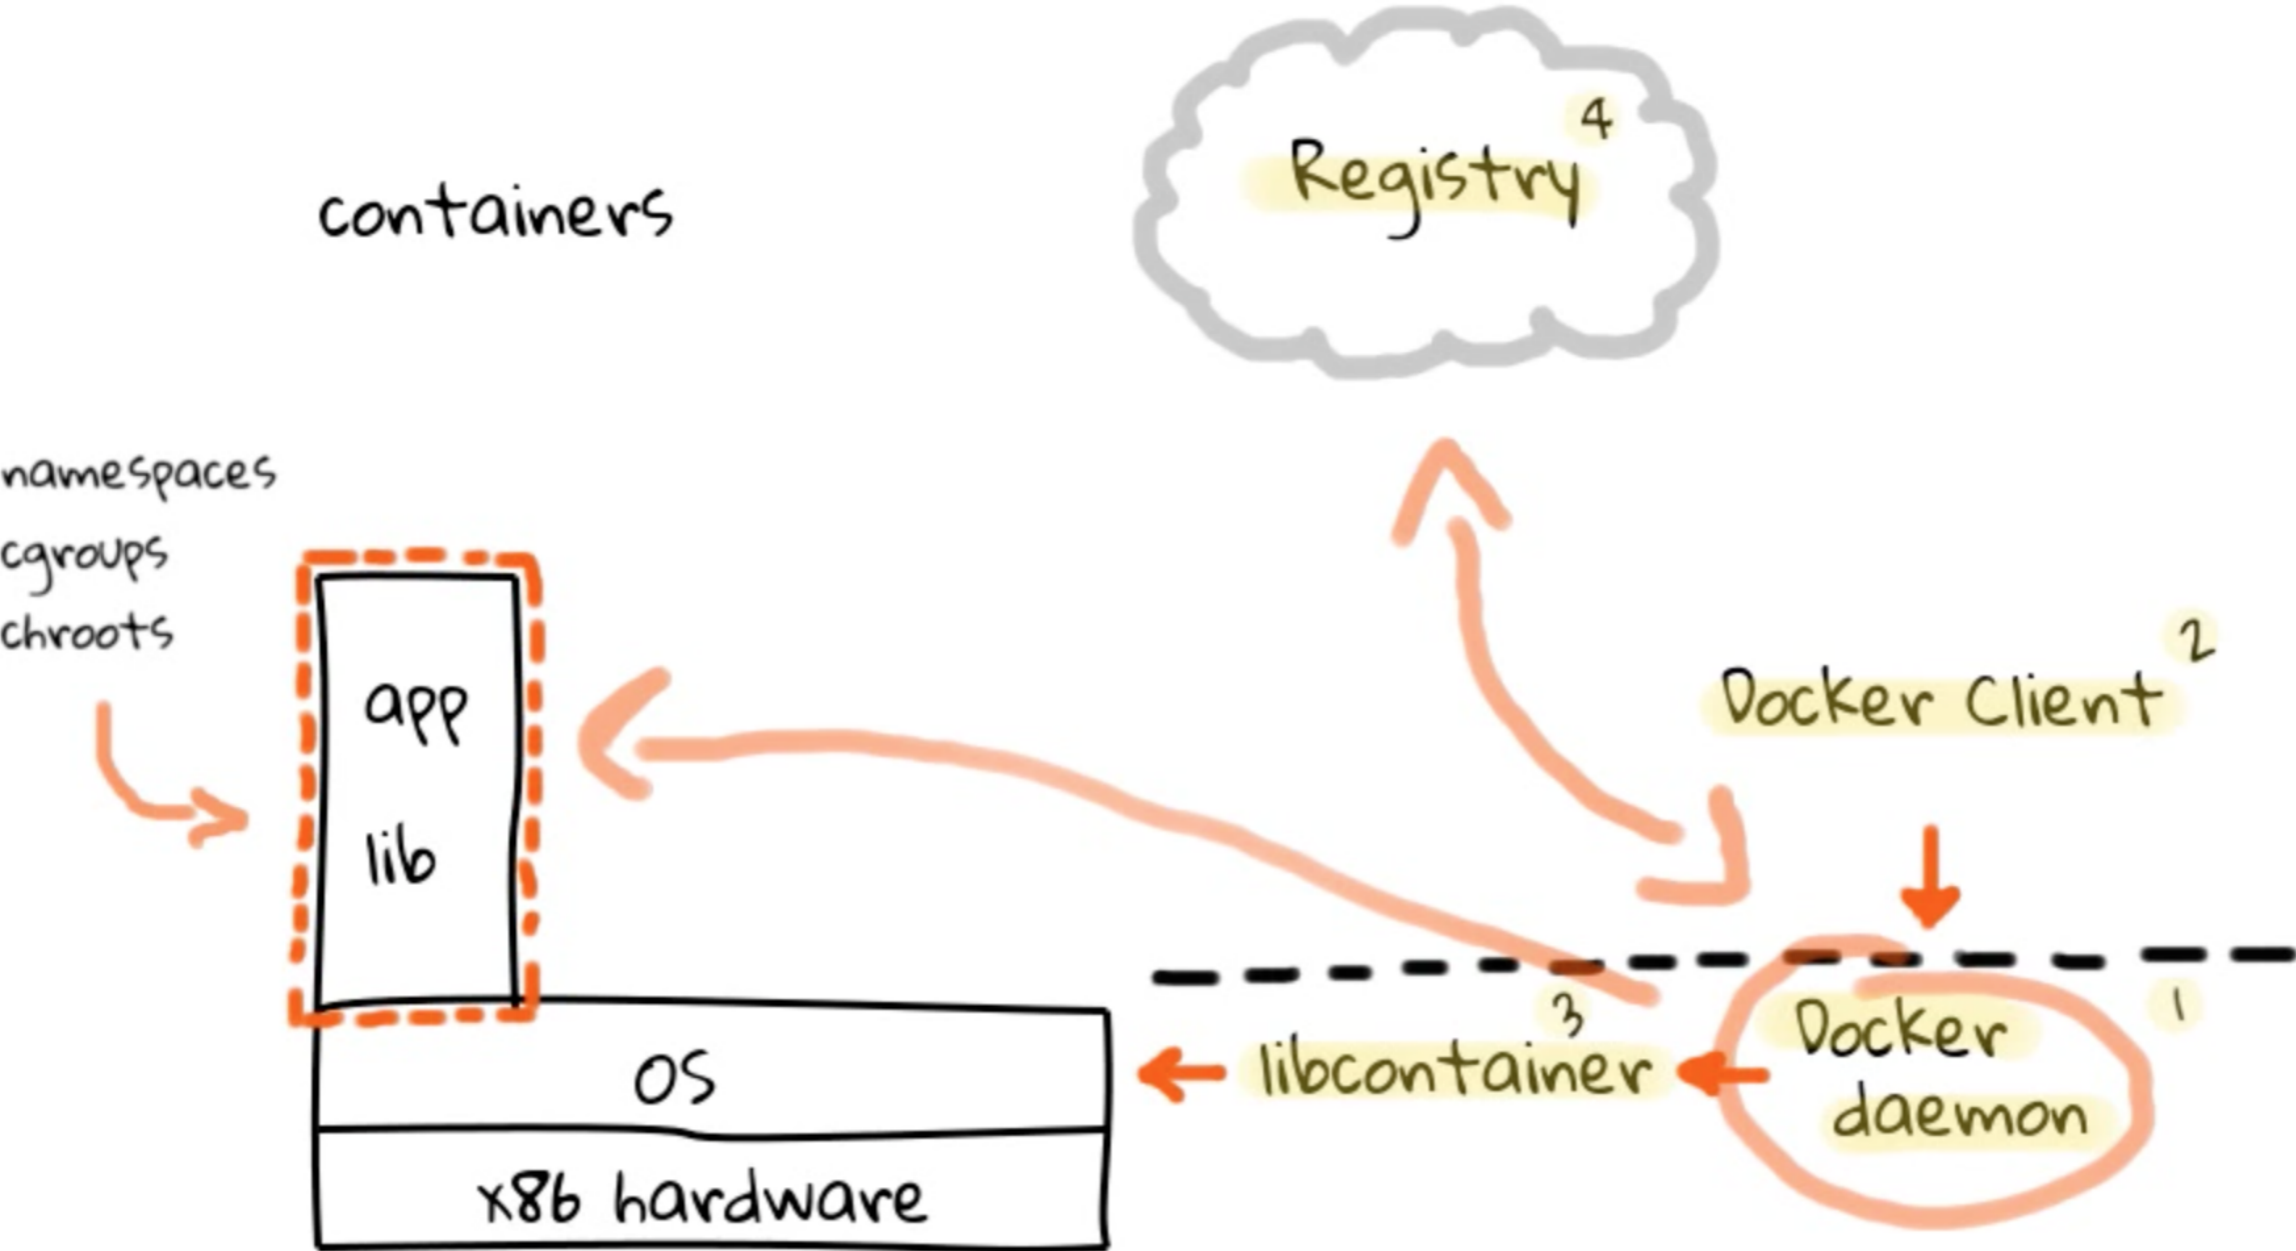 4
Registry
containers
namespaces
cgroups
chroots
2
Docker Client
app
lib
1
3
Docker
daemon
libcontainer
OS
x86 hardware